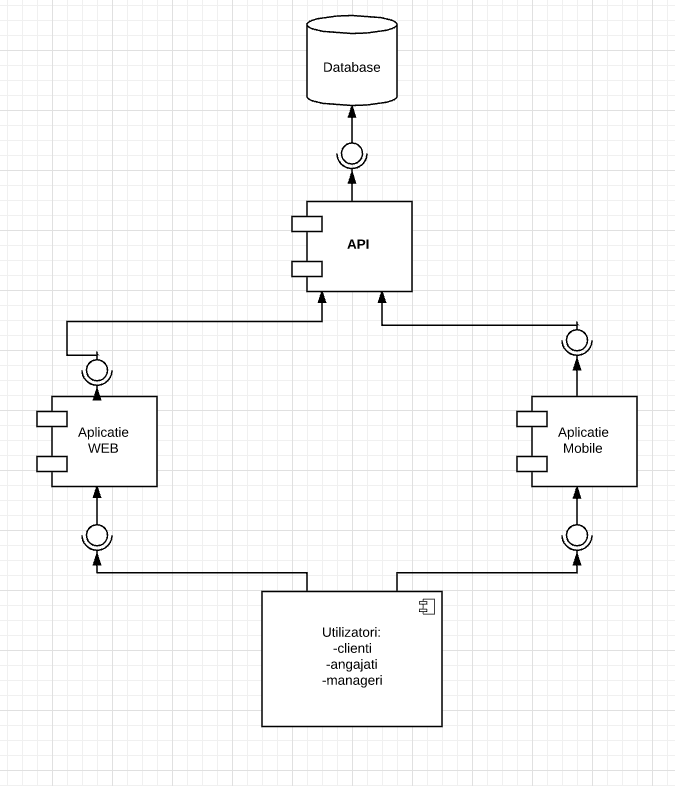 Database
API
Aplicatie
WEB
Aplicatie
Mobile
Utilizatori:
-clienti
-angajati
-manageri